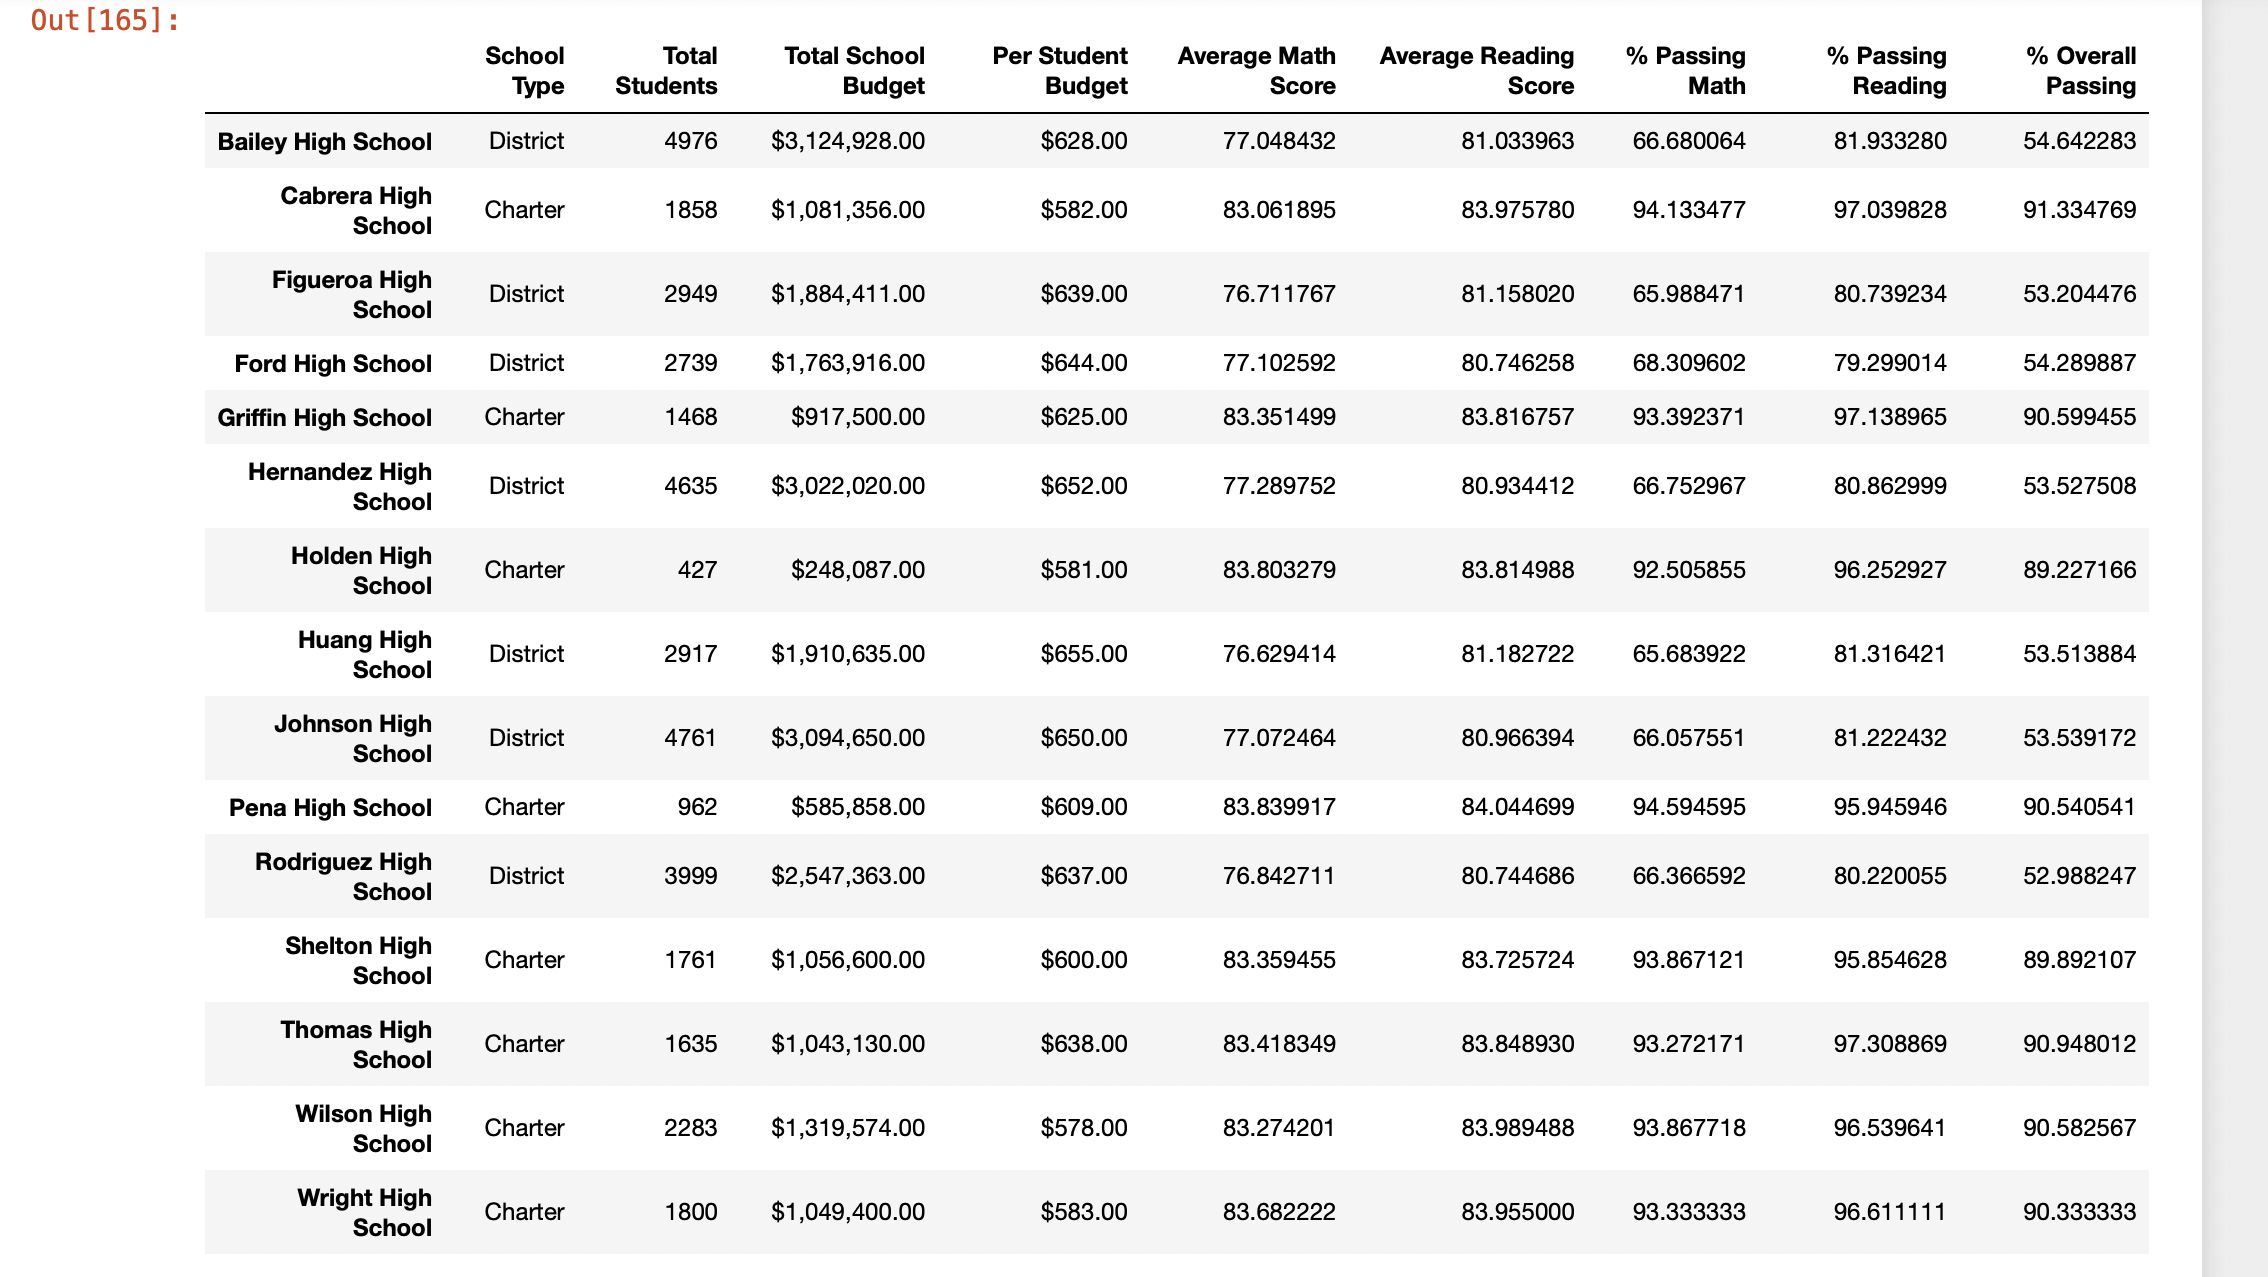 Out[165]:
School Type Total Students Total School Budget Per Student Budget Average Math Score Average Reading Score % Passing Math % Passing Reading % Overall Passing
Bailey High School District 4976 $3,124,928.00 $628.00 77.048432 81.033963 66.680064 81.933280 54.642283
Cabrera High School Charter 1858 $1,081,356.00 $582.00 83.061895 83.975780 94.133477 97.039828 91.334769
Figueroa High School District 2949 $1,884,411.00 $639.00 76.711767 81.158020 65.988471 80.739234 53.204476
Ford High School District 2739 $1,763,916.00 $644.00 77.102592 80.746258 68.309602 79.299014 54.289887
Griffin High School Charter 1468 $917,500.00 $625.00 83.351499 83.816757 93.392371 97.138965 90.599455
Hernandez High School District 4635 $3,022,020.00 $652.00 77.289752 80.934412 66.752967 80.862999 53.527508
Holden High School Charter 427 $248,087.00 $581.00 83.803279 83.814988 92.505855 96.252927 89.227166
Huang High School District 2917 $1,910,635.00 $655.00 76.629414 81.182722 65.683922 81.316421 53.513884
Johnson High School District 4761 $3,094,650.00 $650.00 77.072464 80.966394 66.057551 81.222432 53.539172
Pena High School Charter 962 $585,858.00 $609.00 83.839917 84.044699 94.594595 95.945946 90.540541
Rodriguez High School District 3999 $2,547,363.00 $637.00 76.842711 80.744686 66.366592 80.220055 52.988247
Shelton High School Charter 1761 $1,056,600.00 $600.00 83.359455 83.725724 93.867121 95.854628 89.892107
Thomas High School Charter 1635 $1,043,130.00 $638.00 83.418349 83.848930 93.272171 97.308869 90.948012
Wilson High School Charter 2283 $1,319,574.00 $578.00 83.274201 83.989488 93.867718 96.539641 90.582567
Wright High School Charter 1800 $1,049,400.00 $583.00 83.682222 83.955000 93.333333 96.611111 90.333333